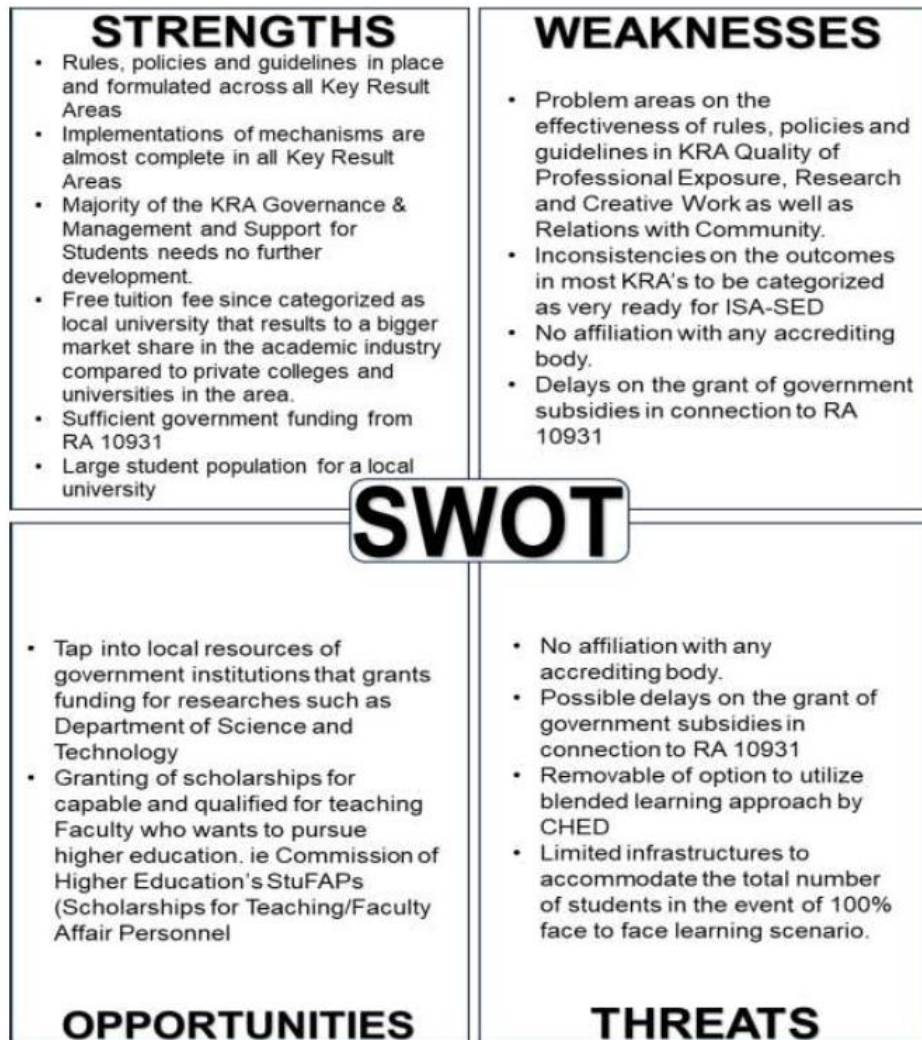 STRENGTHS
• Rules, policies and guidelines in place
and formulated across all Key Result
Areas
• Implementations of mechanisms are
almost complete in all Key Result
Areas
• Majority of the KRA Governance &
Management and Support for
Students needs no further
development.
• Free tuition fee since categorized as
local university that results to a bigger
market share in the academic industry
compared to private colleges and
universities in the area.
• Sufficient government funding from
RA 10931
• Large student population for a local
university
WEAKNESSES
• Problem areas on the
effectiveness of rules, policies and
guidelines in KRA Quality of
Professional Exposure, Research
and Creative Work as well as
Relations with Community.
• Inconsistencies on the outcomes
in most KRA's to be categorized
as very ready for ISA-SED
• No affiliation with any accrediting
body.
• Delays on the grant of government
subsidies in connection to RA
10931
SWOT
• Tap into local resources of
government institutions that grants
funding for researches such as
Department of Science and
Technology
• Granting of scholarships for
capable and qualified for teaching
Faculty who wants to pursue
higher education. ie Commission of
Higher Education's StuFAPs
(Scholarships for Teaching/Faculty
Affair Personnel
OPPORTUNITIES
• No affiliation with any
accrediting body.
• Possible delays on the grant of
government subsidies in
connection to RA 10931
• Removable of option to utilize
blended learning approach by
CHED
• Limited infrastructures to
accommodate the total number
of students in the event of 100%
face to face learning scenario.
THREATS